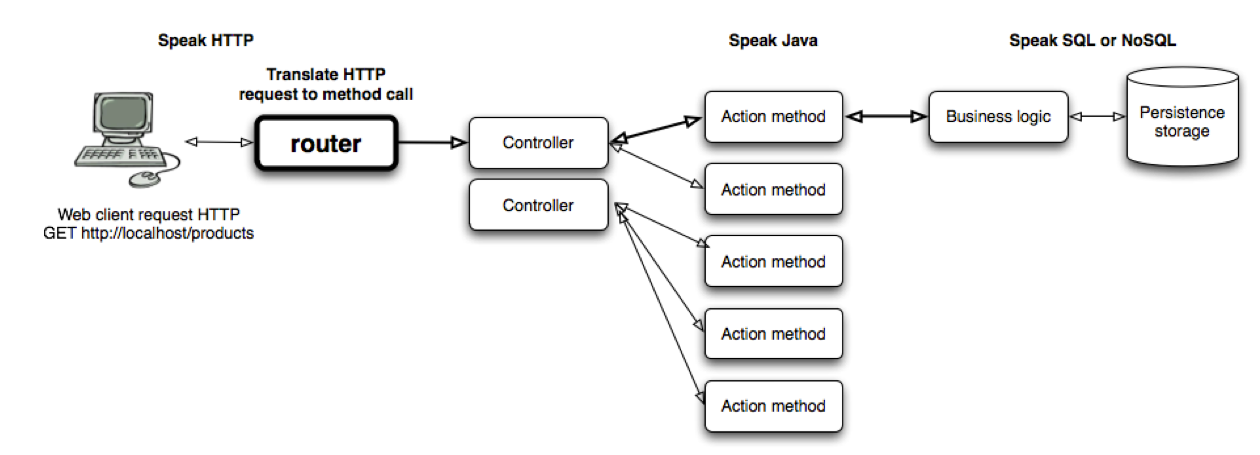 Speak HTTP
Speak Java
Speak SQL or NoSQL
Translate HTTP
request to method call
router
Web client request HTTP
GET http://localhost/products
Controller
Controller
Action method
Action method
Action method
Action method
Action method
Business logic
Persistence
storage